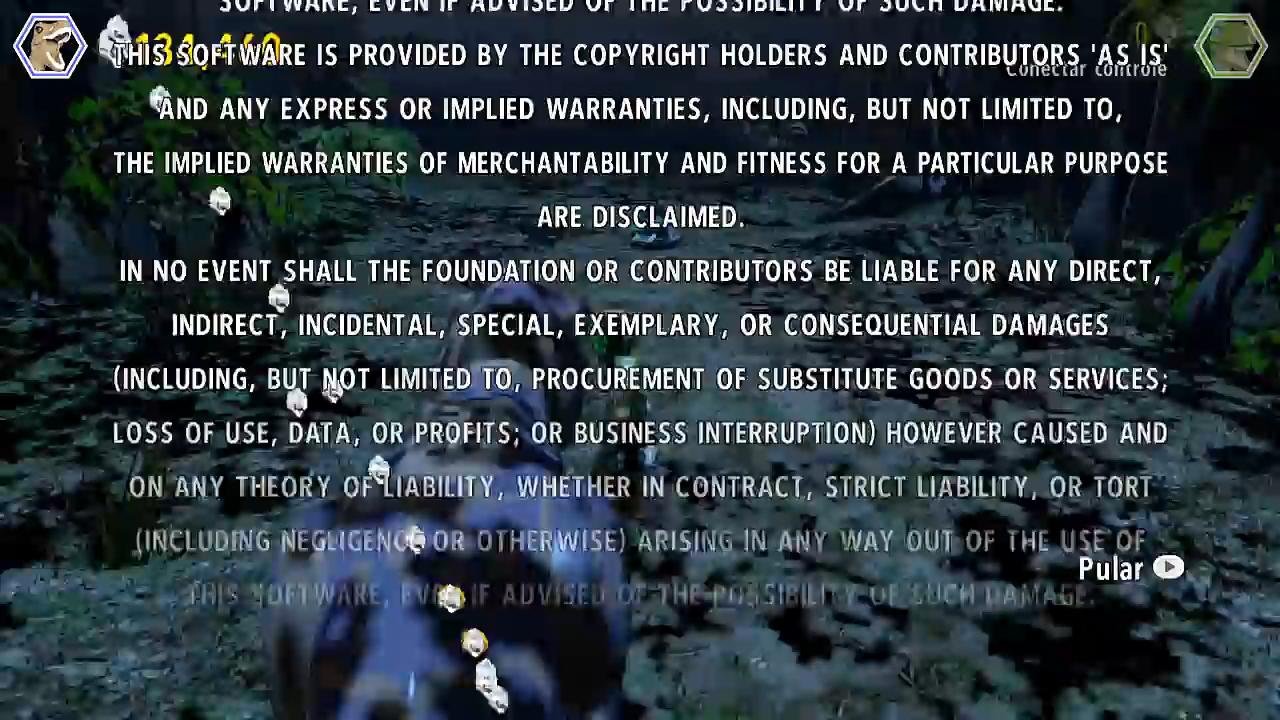 SOFTWARE, EVEN IF ADVISED OF THE POSSIBILITY OF SUCH DAMAGE.
THIS SOFTWARE IS PROVIDED BY THE COPYRIGHT HOLDERS AND CONTRIBUTORS 'AS IS'
0
Conectar controle
AND ANY EXPRESS OR IMPLIED WARRANTIES, INCLUDING, BUT NOT LIMITED TO,
THE IMPLIED WARRANTIES OF MERCHANTABILITY AND FITNESS FOR A PARTICULAR PURPOSE
ARE DISCLAIMED.
IN NO EVENT SHALL THE FOUNDATION OR CONTRIBUTORS BE LIABLE FOR ANY DIRECT,
INDIRECT, INCIDENTAL, SPECIAL, EXEMPLARY, OR CONSEQUENTIAL DAMAGES
(INCLUDING, BUT NOT LIMITED TO, PROCUREMENT OF SUBSTITUTE GOODS OR SERVICES;
LOSS OF USE, DATA, OR PROFITS; OR BUSINESS INTERRUPTION) HOWEVER CAUSED AND
ON ANY THEORY OF LIABILITY, WHETHER IN CONTRACT, STRICT LIABILITY, OR TORT
(INCLUDING NEGLIGENCE OR OTHERWISE) ARISING IN ANY WAY OUT OF THE USE OF
Pular
THIS SOFTWARE, EVEN IF ADVISED OF THE POSSIBILITY OF SUCH DAMAGE.